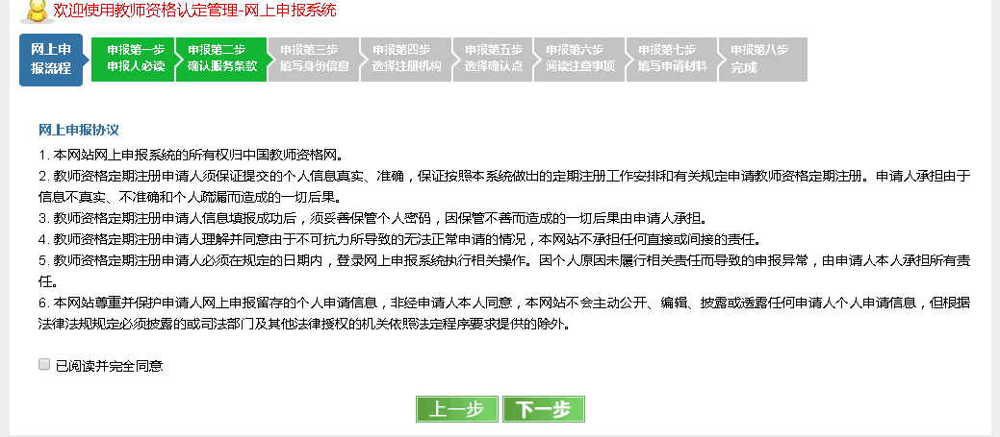 欢迎使用教师资格认定管理-网上申报系统
网上申
报流程
申报第一步
申报人必读
申报第二步
确认服务条款
申报第三步
填写身份信息
申报第四步
选择注册机构
申报第五步
选择确认点
申报第六步
阅读注意事项
申报第七步
填写申请材料
申报第八步
完成
网上申报协议
1. 本网站网上申报系统的所有权归中国教师资格网。
2. 教师资格定期注册申请人须保证提交的个人信息真实、准确，保证按照本系统做出的定期注册工作安排和有关规定申请教师资格定期注册。申请人承担由于
信息不真实、不准确和个人疏漏而造成的一切后果。
3. 教师资格定期注册申请人信息填报成功后，须妥善保管个人密码，因保管不善而造成的一切后果由申请人承担。
4. 教师资格定期注册申请人理解并同意由于不可抗力所导致的无法正常申请的情况，本网站不承担任何直接或间接的责任。
5. 教师资格定期注册申请人必须在规定的日期内，登录网上申报系统执行相关操作。因个人原因未履行相关责任而导致的申报异常，由申请人本人承担所有责
任。
6. 本网站尊重并保护申请人网上申报留存的个人申请信息，非经申请人本人同意，本网站不会主动公开、编辑、披露或透露任何申请人个人申请信息，但根据
法律法规规定必须披露的或司法部门及其他法律授权的机关依照法定程序要求提供的除外。
已阅读并完全同意
上一步
下一步